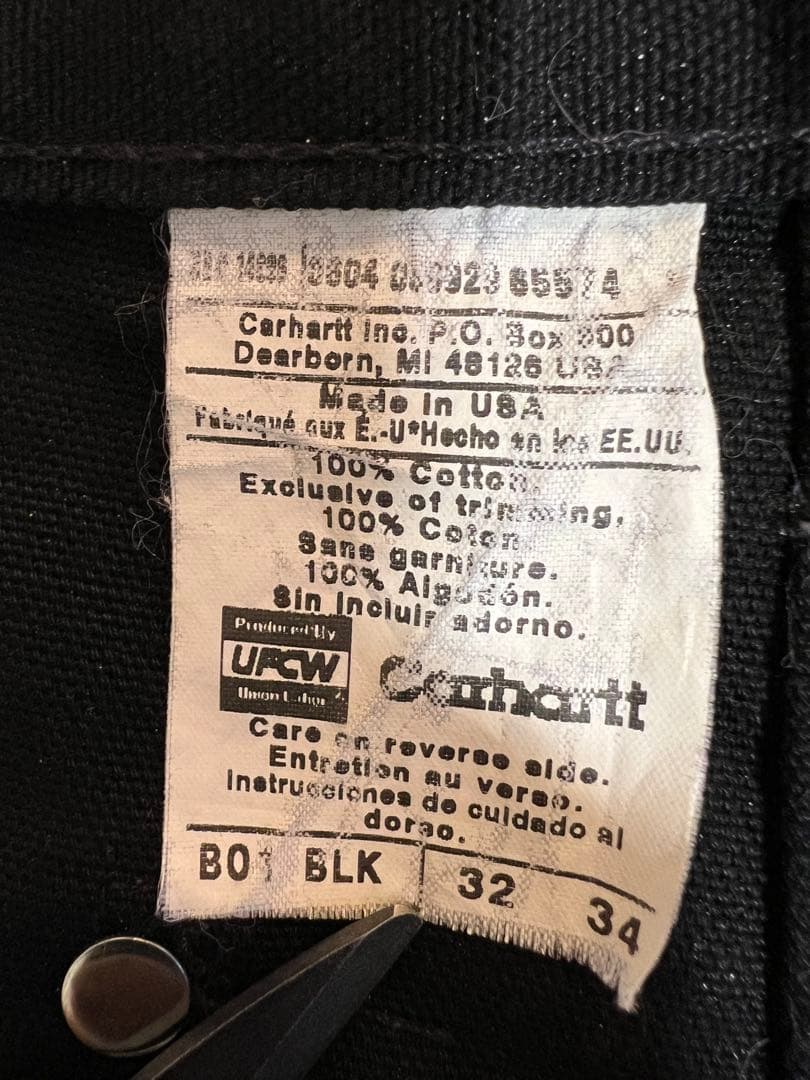 65574
Carhartt Inc. P.O. Box
Dearborn, MI 48126 USA
Made in USA
Fabriqué aux É.-U*Hecho en los EE.UU.
100% Cotton.
Exclusive of trimming.
100% Coton
Sans garniture.
100% Algodón.
Sin incluir adorno.
Produced By
UFCW
Union Labor
Carhartt
Care on reverse side.
Entretien au verso.
Instrucciones de cuidado al
dorso.
B01 BLK 32 34